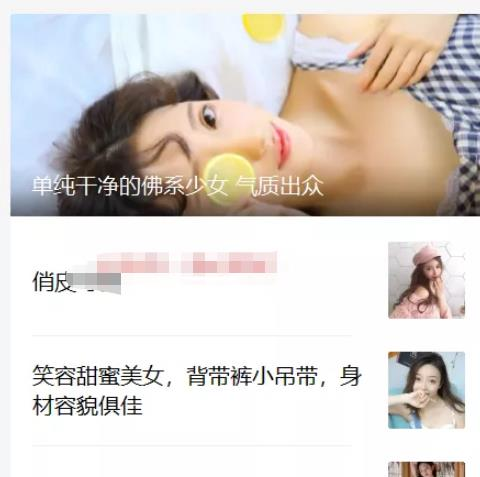 单纯干净的佛系少女 气质出众
俏皮
笑容甜蜜美女，背带裤小吊带，身
材容貌俱佳